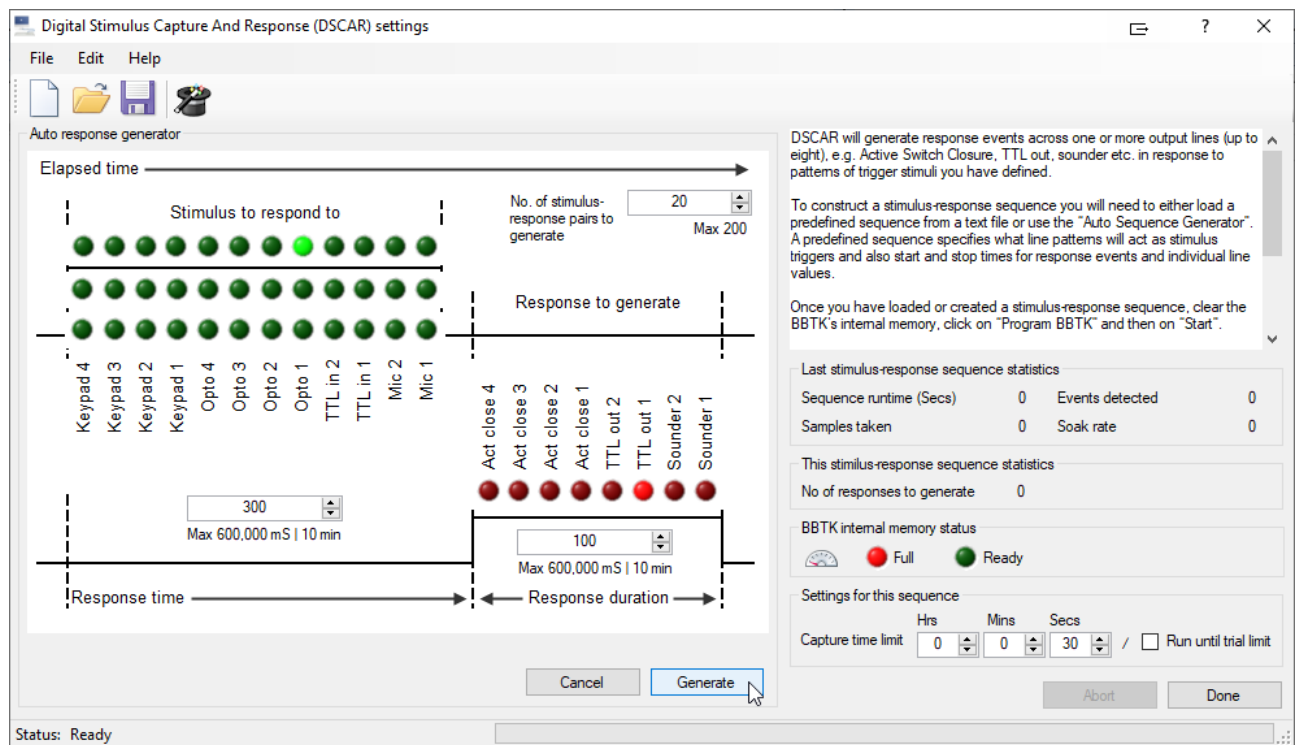 Digital Stimulus Capture And Response (DSCAR) settings
?
File Edit Help
Auto response generator
Elapsed time
Stimulus to respond to
No. of stimulus-
response pairs to
generate
20
Max 200
Response to generate
Keypad 4
Keypad 3
Keypad 2
Keypad 1
Opto 4
Opto 3
Opto 2
Opto 1
TTL in 2
TTL in 1
Mic 2
Mic 1
Act close 4
Act close 3
Act close 2
Act close 1
TTL out 2
TTL out 1
Sounder 2
Sounder 1
300
Max 600,000 mS | 10 min
100
Max 600,000 mS | 10 min
Response time
Response duration
Cancel
Generate
DSCAR will generate response events across one or more output lines (up to
eight), e.g. Active Switch Closure, TTL out, sounder etc. in response to
patterns of trigger stimuli you have defined.
To construct a stimulus-response sequence you will need to either load a
predefined sequence from a text file or use the "Auto Sequence Generator".
A predefined sequence specifies what line patterns will act as stimulus
triggers and also start and stop times for response events and individual line
values.
Once you have loaded or created a stimulus-response sequence, clear the
BBTK's internal memory, click on "Program BBTK" and then on "Start".
Last stimulus-response sequence statistics
Sequence runtime (Secs) 0 Events detected 0
Samples taken 0 Soak rate 0
This stimilus-response sequence statistics
No of responses to generate 0
BBTK internal memory status
Full Ready
Settings for this sequence
Hrs Mins Secs
Capture time limit 0 0 30 / Run until trial limit
Abort Done
Status: Ready